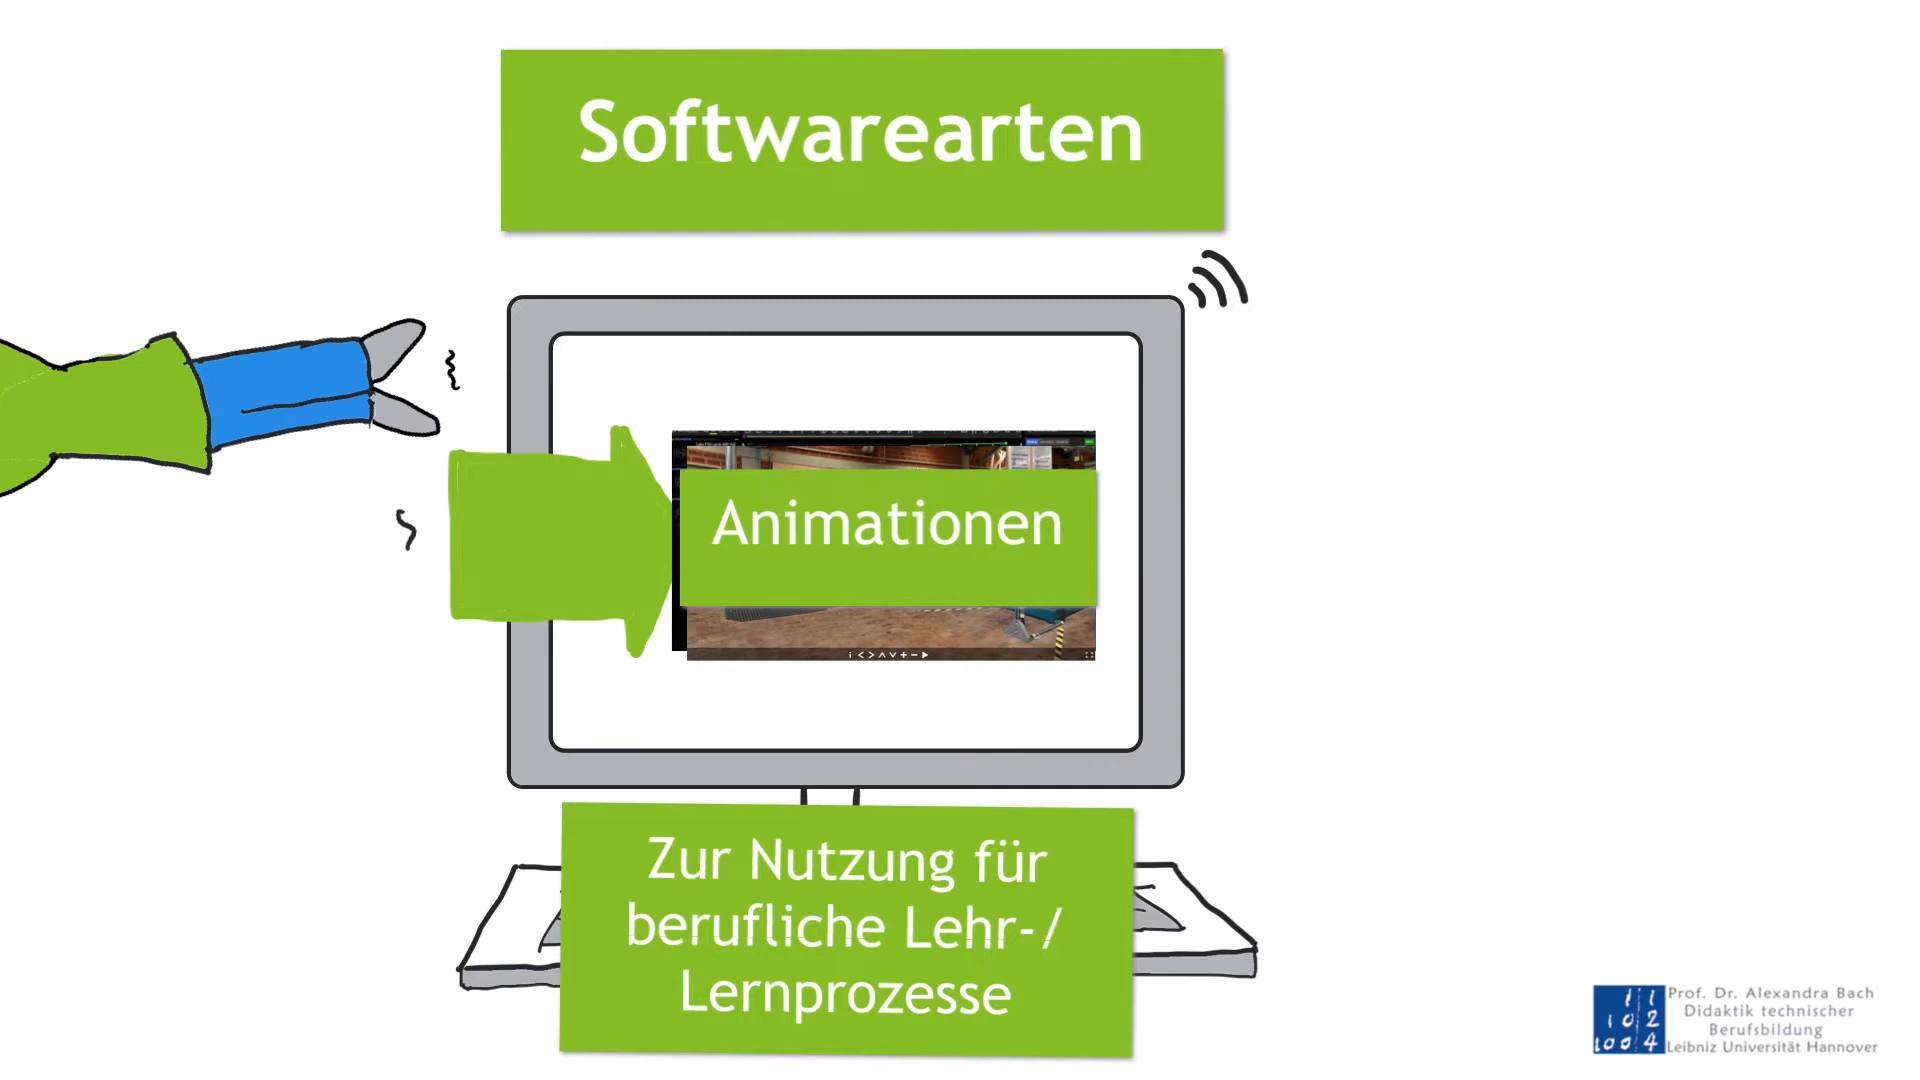 Softwarearten
Animationen
Zur Nutzung für
berufliche Lehr-/
Lernprozesse
Prof. Dr. Alexandra Bach
Didaktik technischer
Berufsbildung
Leibniz Universität Hannover